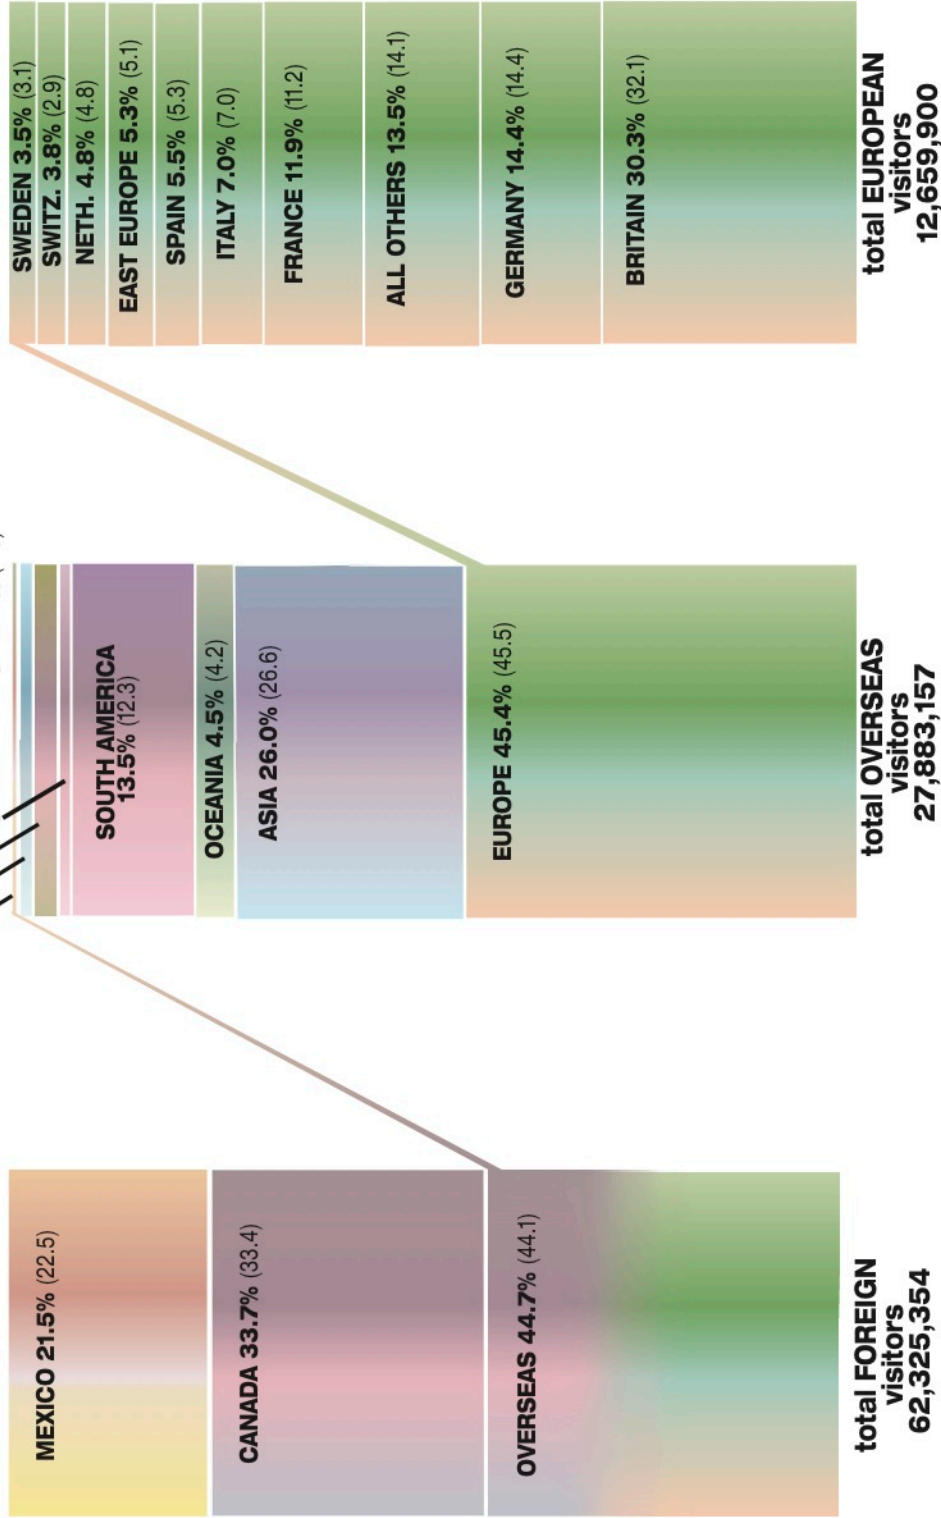 MEXICO 21.5% (22.5)
CANADA 33.7% (33.4)
OVERSEAS 44.7% (44.1)
total FOREIGN
visitors
62,325,354
SOUTH AMERICA
13.5% (12.3)
OCEANIA 4.5% (4.2)
ASIA 26.0% (26.6)
EUROPE 45.4% (45.5)
total OVERSEAS
visitors
27,883,157
SWEDEN 3.5% (3.1)
SWITZ. 3.8% (2.9)
NETH. 4.8% (4.8)
EAST EUROPE 5.3% (5.1)
SPAIN 5.5% (5.3)
ITALY 7.0% (7.0)
FRANCE 11.9% (11.2)
ALL OTHERS 13.5% (14.1)
GERMANY 14.4% (14.4)
BRITAIN 30.3% (32.1)
total EUROPEAN
visitors
12,659,900